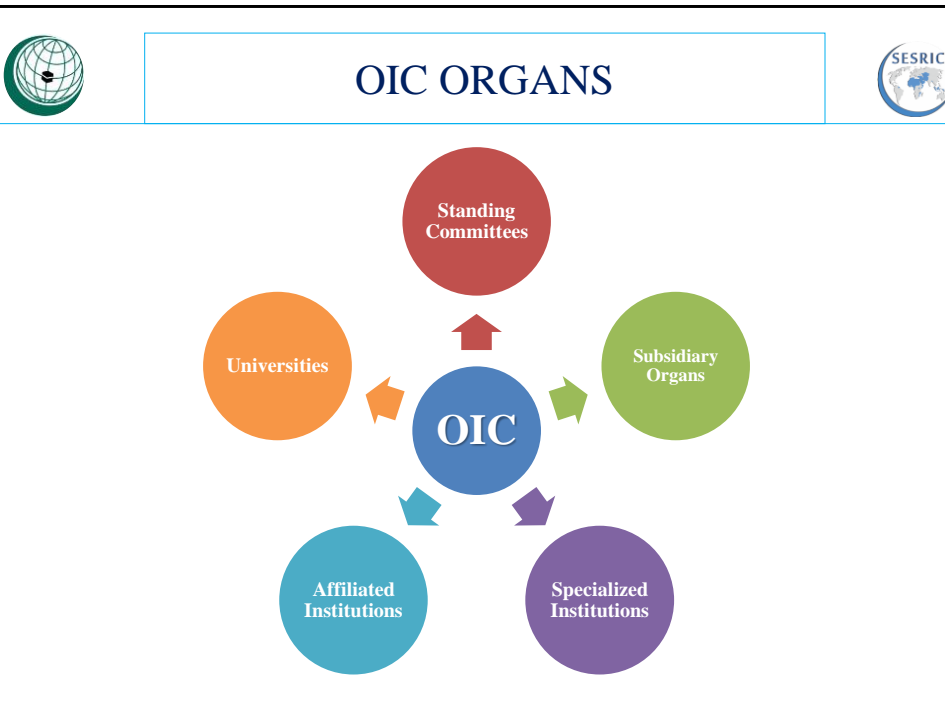 OIC ORGANS
SESRIC
Standing
Committees
Universities
Subsidiary
Organs
OIC
Affiliated
Institutions
Specialized
Institutions